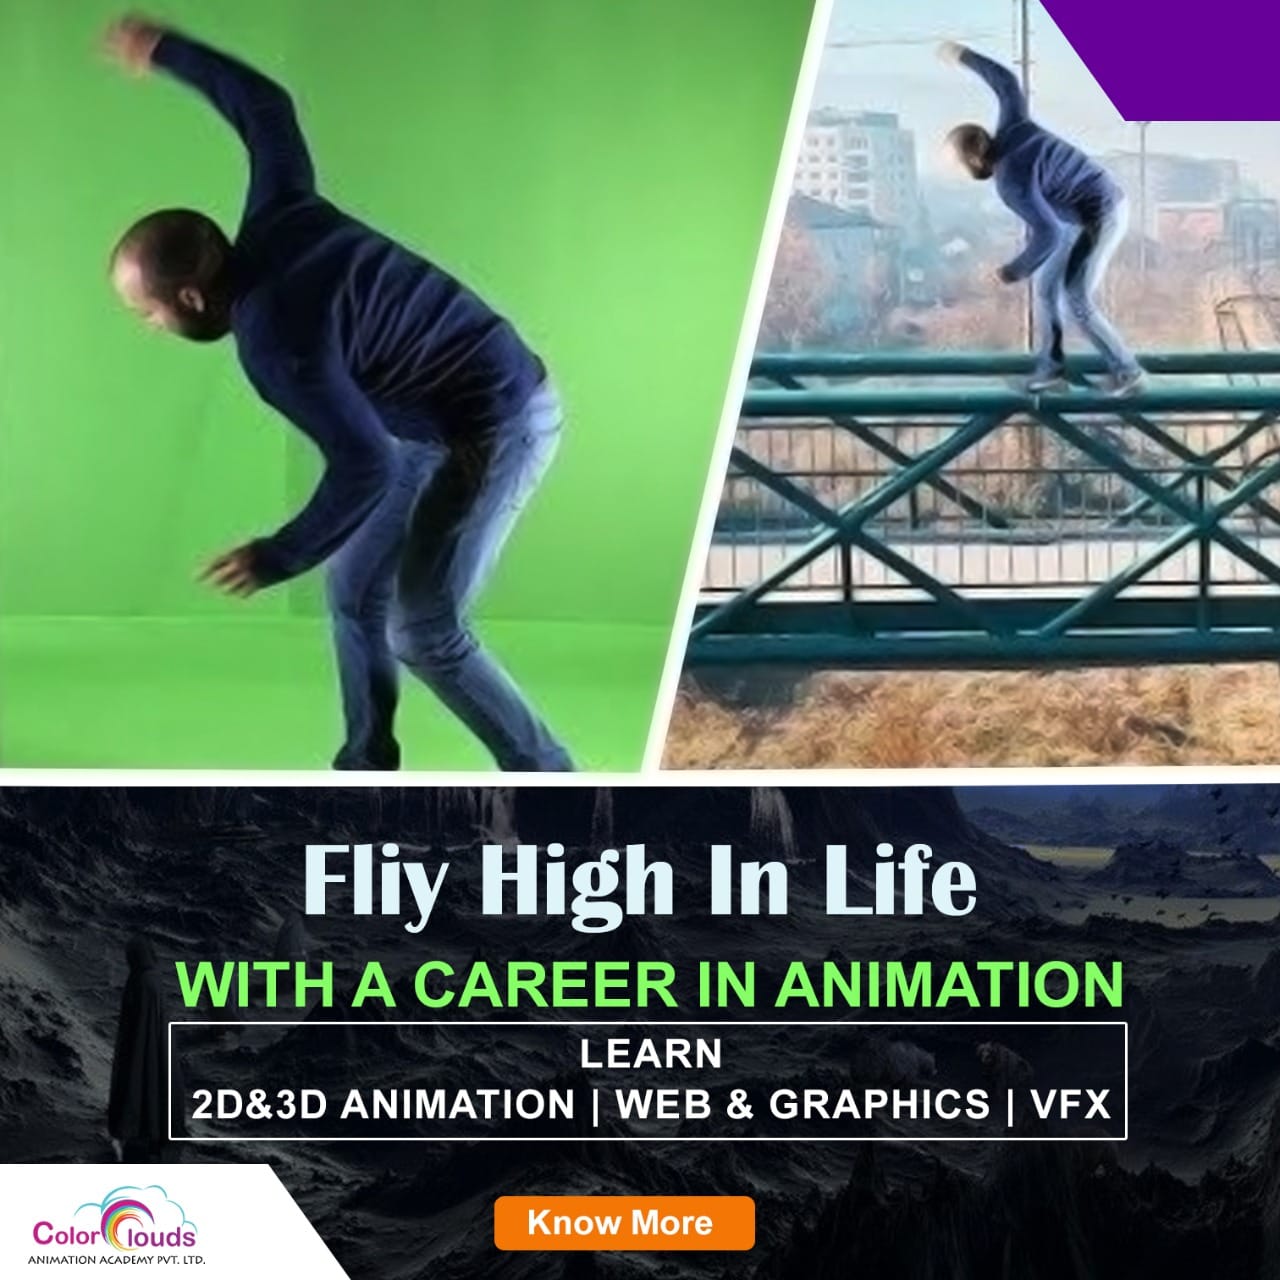 Fliy High In Life
WITH A CAREER IN ANIMATION
LEARN
2D&3D ANIMATION | WEB & GRAPHICS | VFX
Know More
Color Clouds
ANIMATION ACADEMY PVT. LTD.